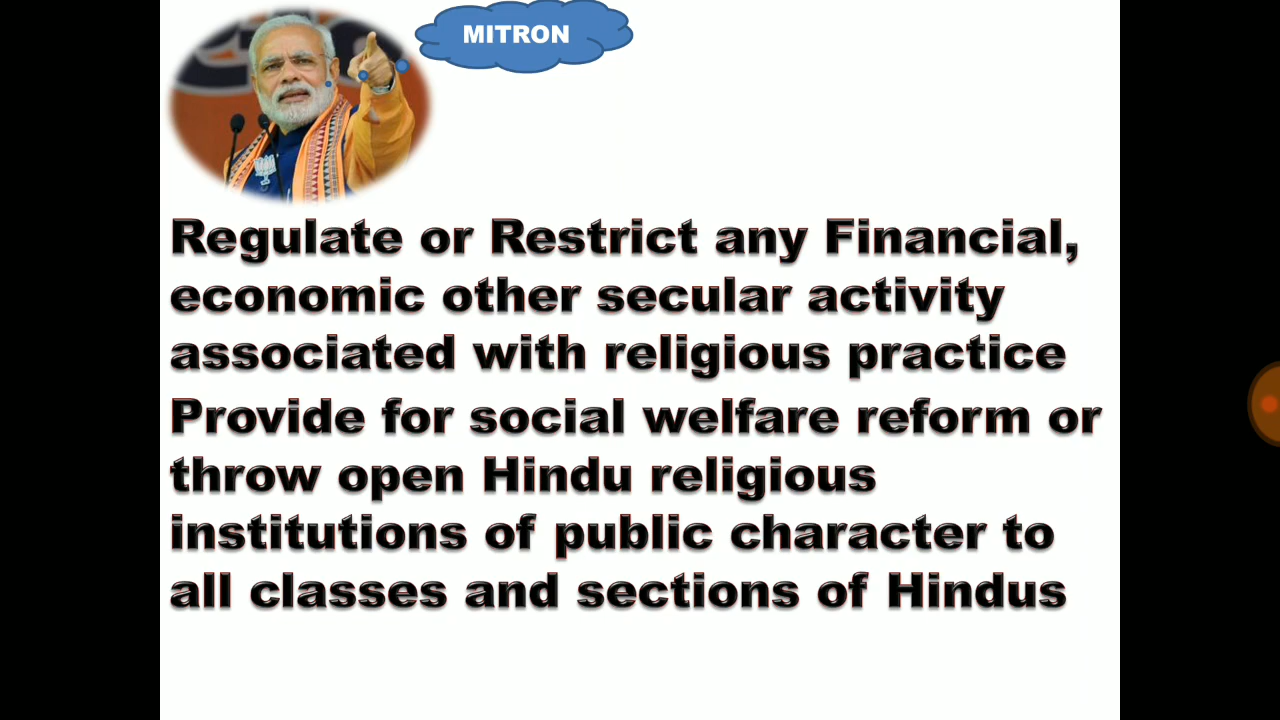 MITRON
Regulate or Restrict any Financial,
economic other secular activity
associated with religious practice
Provide for social welfare reform or
throw open Hindu religious
institutions of public character to
all classes and sections of Hindus